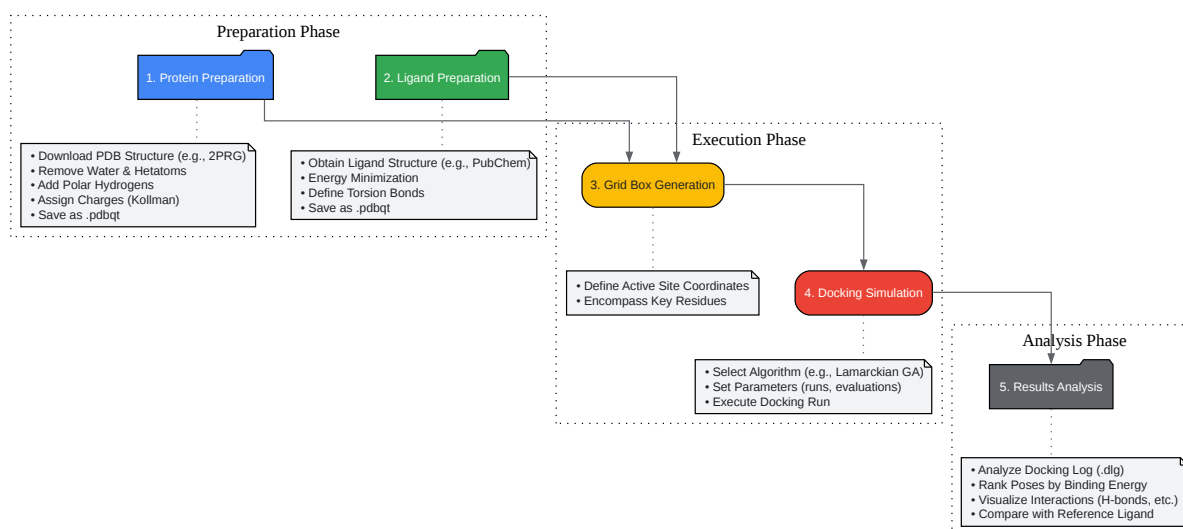 Preparation Phase
1. Protein Preparation
2. Ligand Preparation
• Download PDB Structure (e.g., 2PRG)
• Remove Water & Hetatoms
• Add Polar Hydrogens
• Assign Charges (Kollman)
• Save as .pdbqt
• Obtain Ligand Structure (e.g., PubChem)
• Energy Minimization
• Define Torsion Bonds
• Save as .pdbqt
Execution Phase
3. Grid Box Generation
• Define Active Site Coordinates
• Encompass Key Residues
4. Docking Simulation
• Select Algorithm (e.g., Lamarckian GA)
• Set Parameters (runs, evaluations)
• Execute Docking Run
Analysis Phase
5. Results Analysis
• Analyze Docking Log (.dlg)
• Rank Poses by Binding Energy
• Visualize Interactions (H-bonds, etc.)
• Compare with Reference Ligand